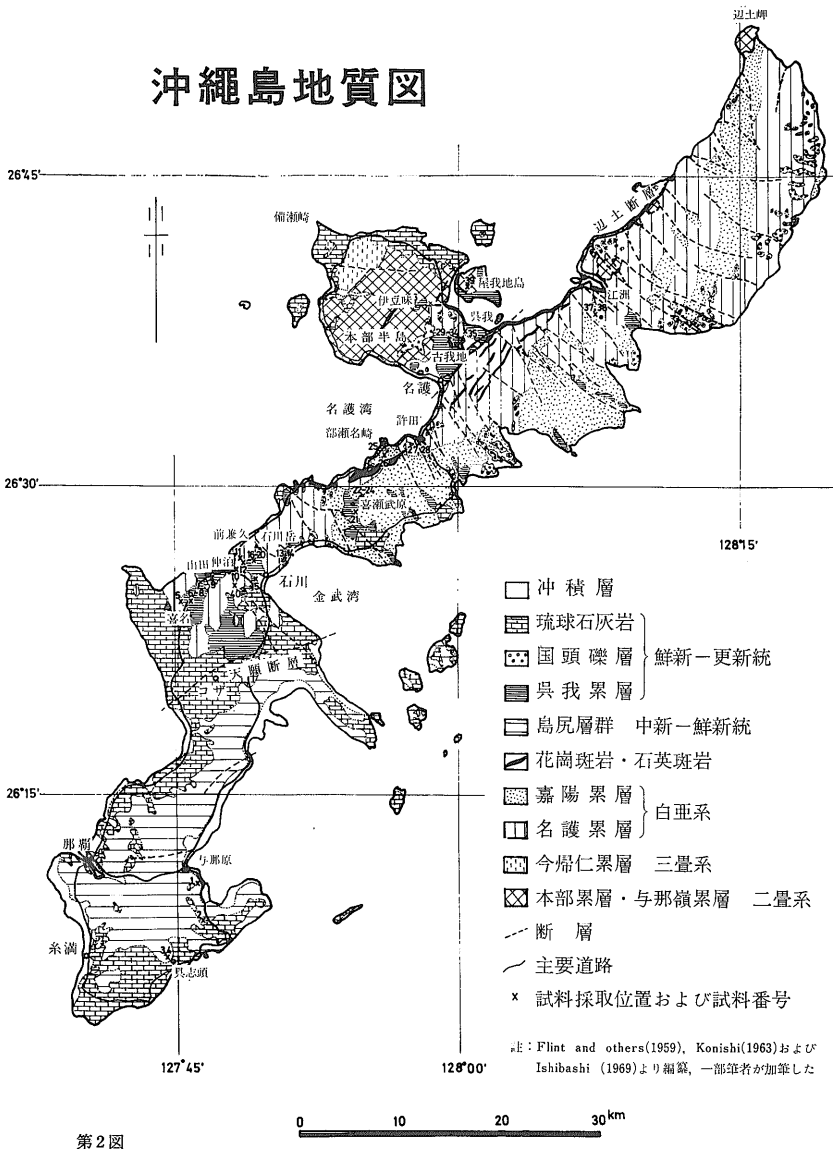 沖縄島地質図
辺土岬
26°45'
備瀬崎
辺土断層
屋我地島
伊豆味
江洲
呉我
本部半島
古我地
名護
名護湾
許田
部瀬名崎
26°30'
喜瀬武原
128°15'
前兼久
石川岳
山田
仲泊
石川
金武湾
喜名
天願断層
コザ
26°15'
那覇
与那原
糸満
具志頭
127°45'
128°00'
沖積層
琉球石灰岩
国頭礫層
鮮新−更新統
呉我累層
島尻層群 中新−鮮新統
花崗斑岩・石英斑岩
嘉陽累層
白亜系
名護累層
今帰仁累層 三畳系
本部累層・与那嶺累層 二畳系
断層
主要道路
x 試料採取位置および試料番号
註：Flint and others(1959), Konishi(1963)および
Ishibashi (1969)より編纂，一部筆者が加筆した
0 10 20 30 km
第2図